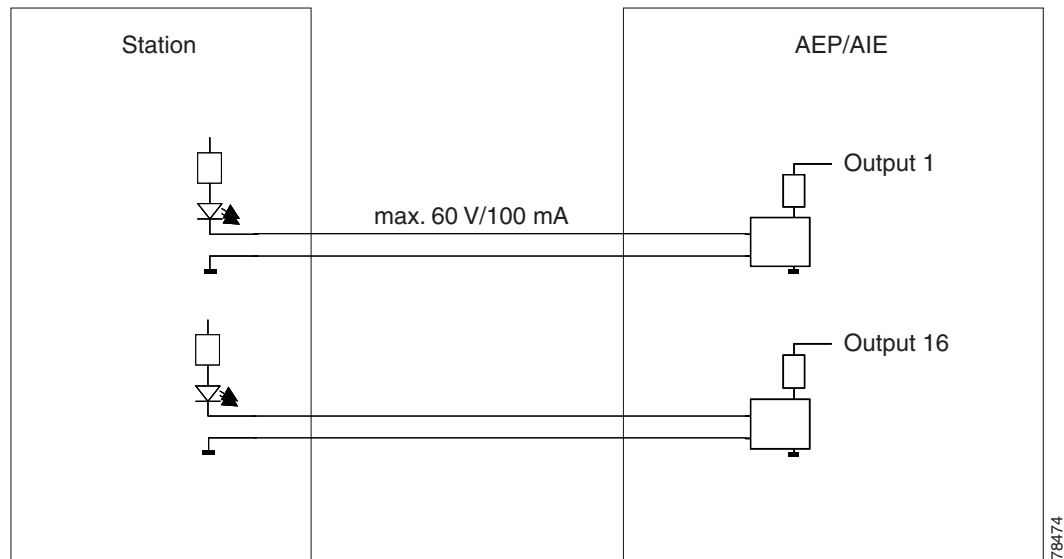 Station
AEP/AIE
Output 1
max. 60 V/100 mA
Output 16
78474